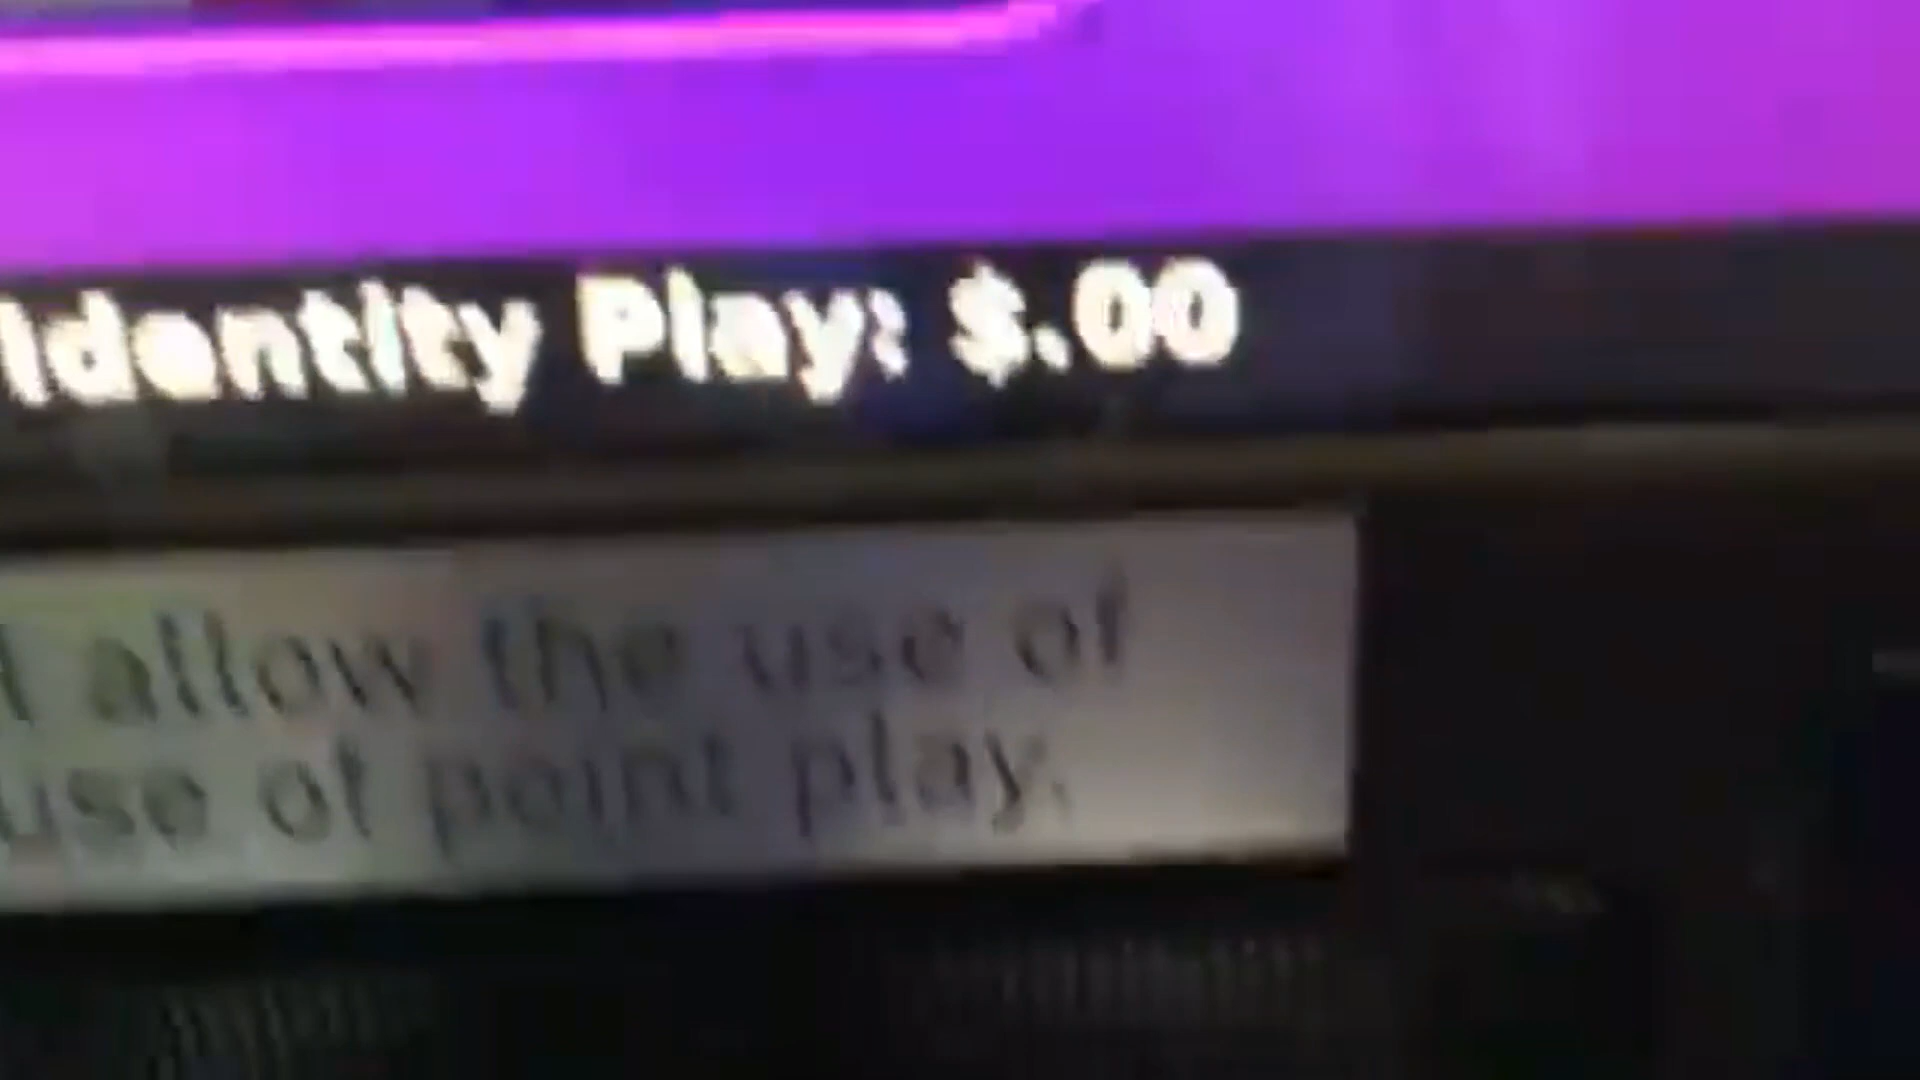 Identity Play: $.00
allow the use of
use of point play.